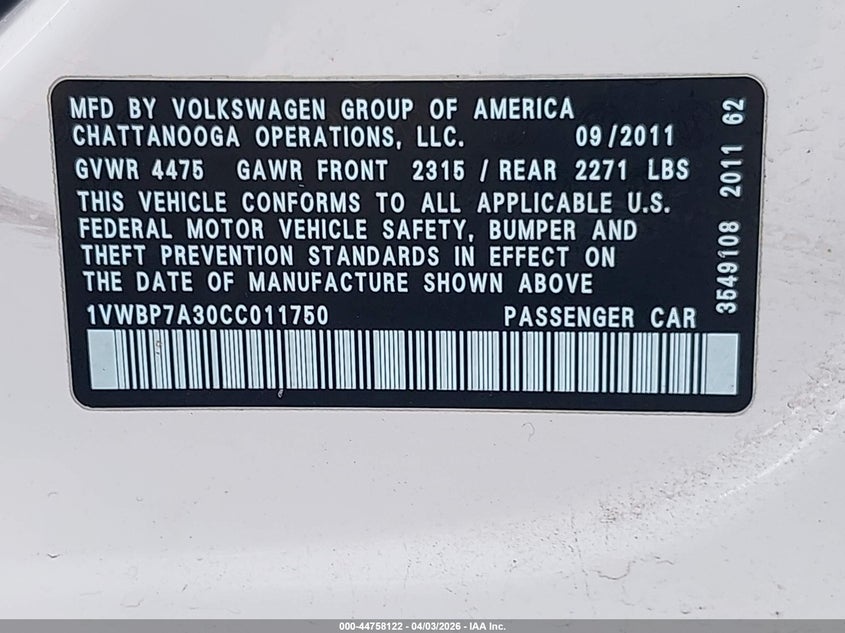 MFD BY VOLKSWAGEN GROUP OF AMERICA
CHATTANOOGA OPERATIONS, LLC. 09/2011
GVWR 4475 GAWR FRONT 2315 / REAR 2271 LBS
THIS VEHICLE CONFORMS TO ALL APPLICABLE U.S.
FEDERAL MOTOR VEHICLE SAFETY, BUMPER AND
THEFT PREVENTION STANDARDS IN EFFECT ON
THE DATE OF MANUFACTURE SHOWN ABOVE
1VWBP7A30CC011750 PASSENGER CAR
3549108 2011 62
000-44758122 - 04/03/2026 - IAA Inc.